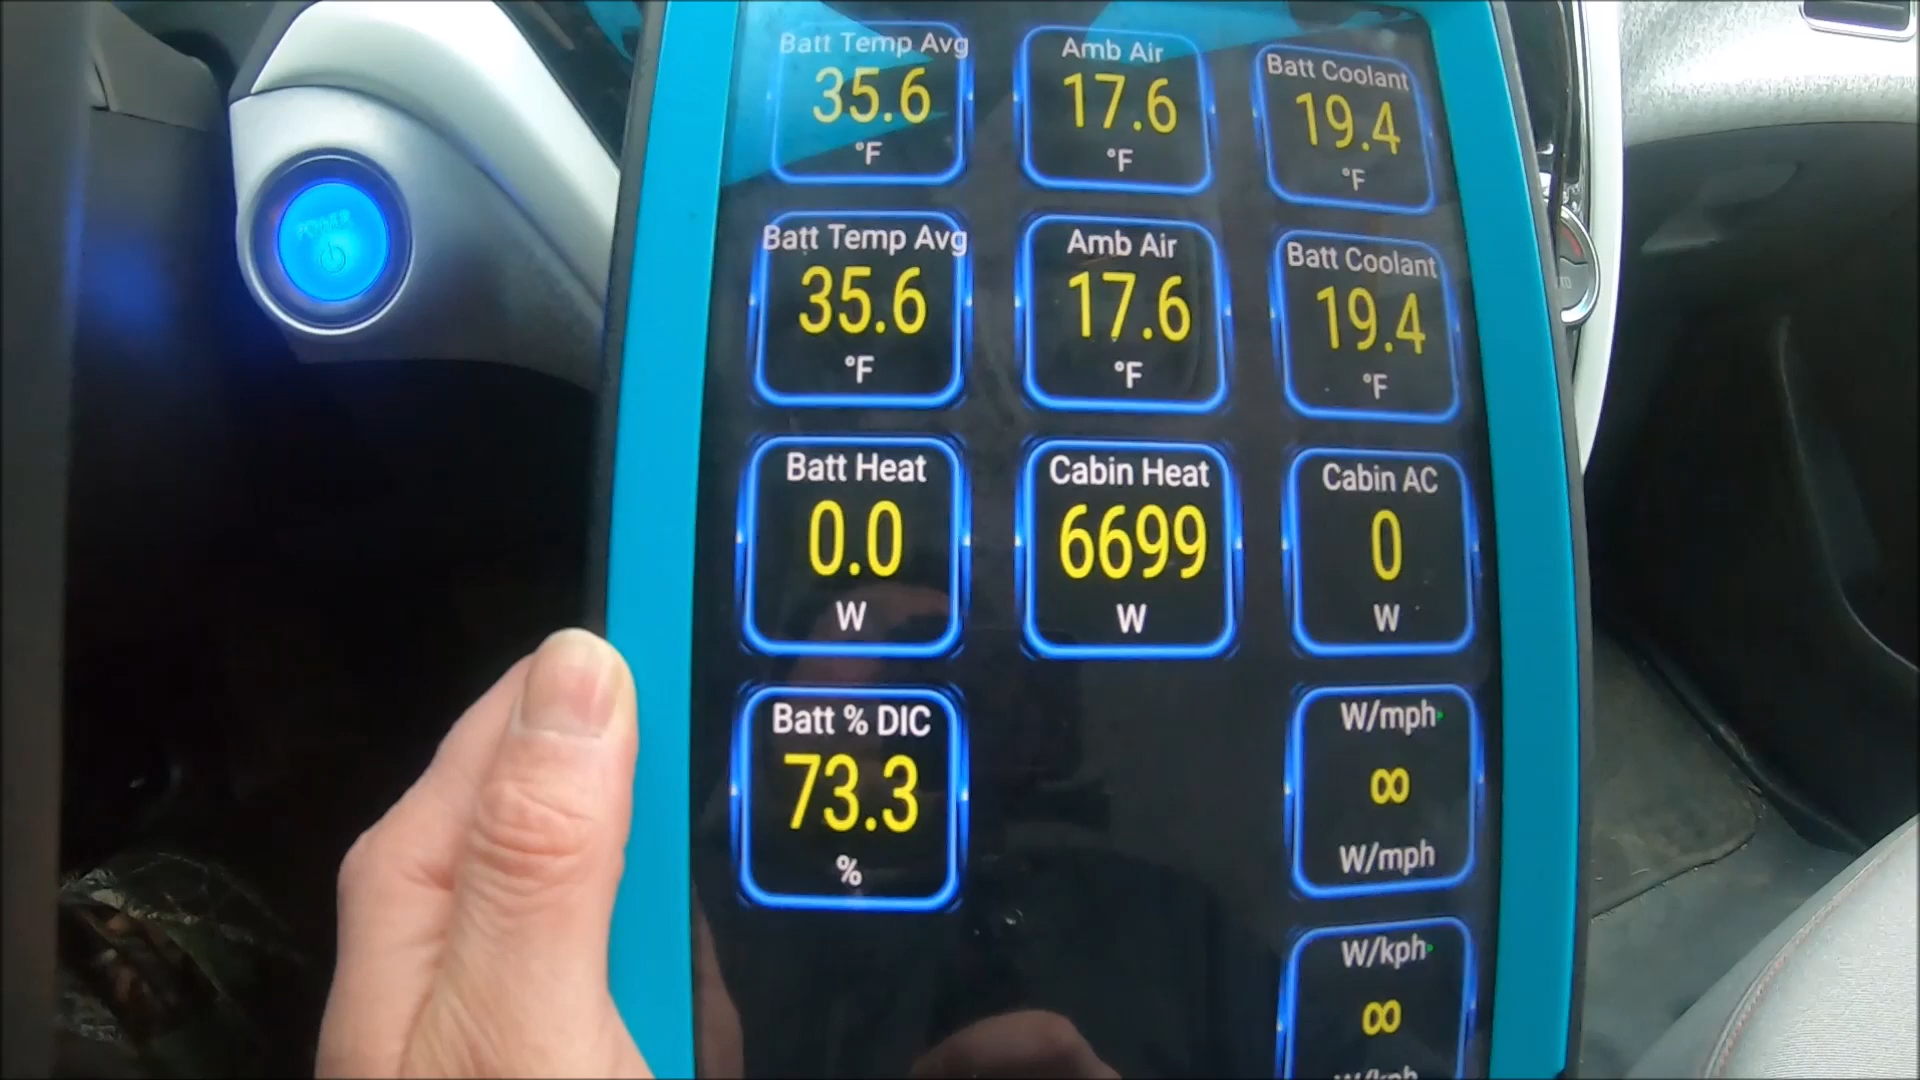 Batt Temp Avg
35.6
°F
Amb Air
17.6
°F
Batt Coolant
19.4
°F
Batt Temp Avg
35.6
°F
Amb Air
17.6
°F
Batt Coolant
19.4
°F
Batt Heat
0.0
W
Cabin Heat
6699
W
Cabin AC
0
W
Batt % DIC
73.3
%
W/mph
∞
W/mph
W/kph
∞
W/kph
POWER